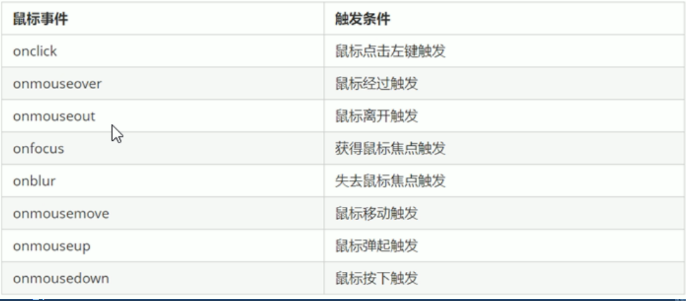 鼠标事件 触发条件
onclick 鼠标点击左键触发
onmouseover 鼠标经过触发
onmouseout 鼠标离开触发
onfocus 获得鼠标焦点触发
onblur 失去鼠标焦点触发
onmousemove 鼠标移动触发
onmouseup 鼠标弹起触发
onmousedown 鼠标按下触发